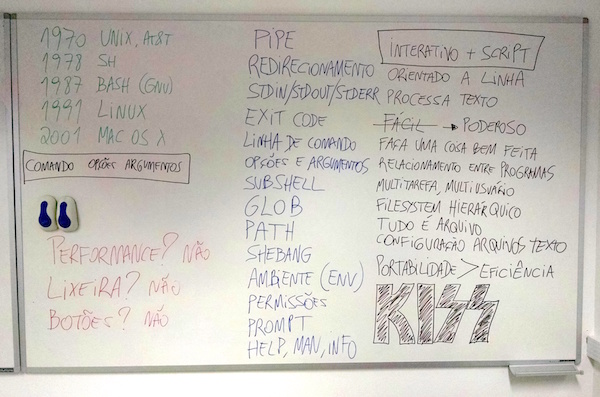 1970 UNIX, AT&T
1978 SH
1987 BASH (GNU)
1991 LINUX
2001 MAC OS X
COMANDO OPÇÕES ARGUMENTOS
PERFORMANCE? NÃO
LIXEIRA? NÃO
BOTÕES? NÃO
PIPE
REDIRECIONAMENTO
STDIN/STDOUT/STDERR
EXIT CODE
LINHA DE COMANDO
OPÇÕES E ARGUMENTOS
SUBSHELL
GLOB
PATH
SHEBANG
AMBIENTE (ENV)
PERMISSÕES
PROMPT
HELP, MAN, INFO
INTERATIVO + SCRIPT
ORIENTADO A LINHA
PROCESSA TEXTO
FÁCIL → PODEROSO
FAÇA UMA COSA BEM FEITA
RELACIONAMENTO ENTRE PROGRAMAS
MULTITAREFA, MULTIUSUÁRIO
FILESYSTEM HIERÁRQUICO
TUDO É ARQUIVO
CONFIGURAÇÃO ARQUIVOS TEXTO
PORTABILIDADE > EFICIÊNCIA
KISS